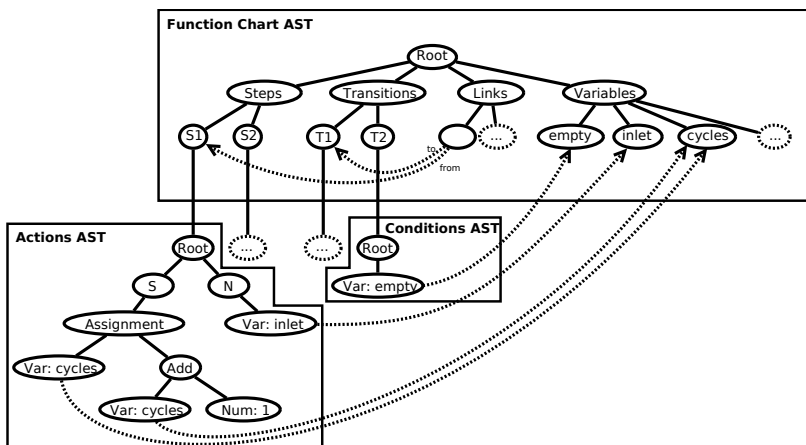 Function Chart AST
Root
Steps
Transitions
Links
Variables
S1
S2
T1
T2
...
empty
inlet
cycles
...
to
from
Actions AST
Root
...
...
Conditions AST
Root
S
N
Var: empty
Assignment
Var: inlet
Var: cycles
Add
Var: cycles
Num: 1